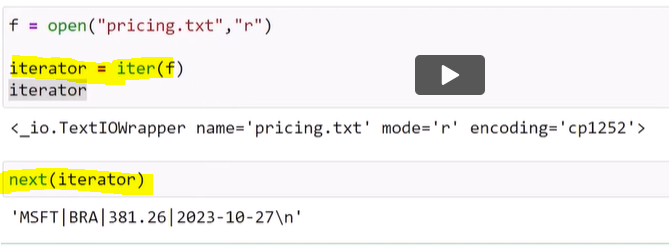 f = open("pricing.txt","r")
iterator = iter(f)
iterator
<_io.TextIOWrapper name='pricing.txt' mode='r' encoding='cp1252'>
next(iterator)
'MSFT|BRA|381.26|2023-10-27\n'